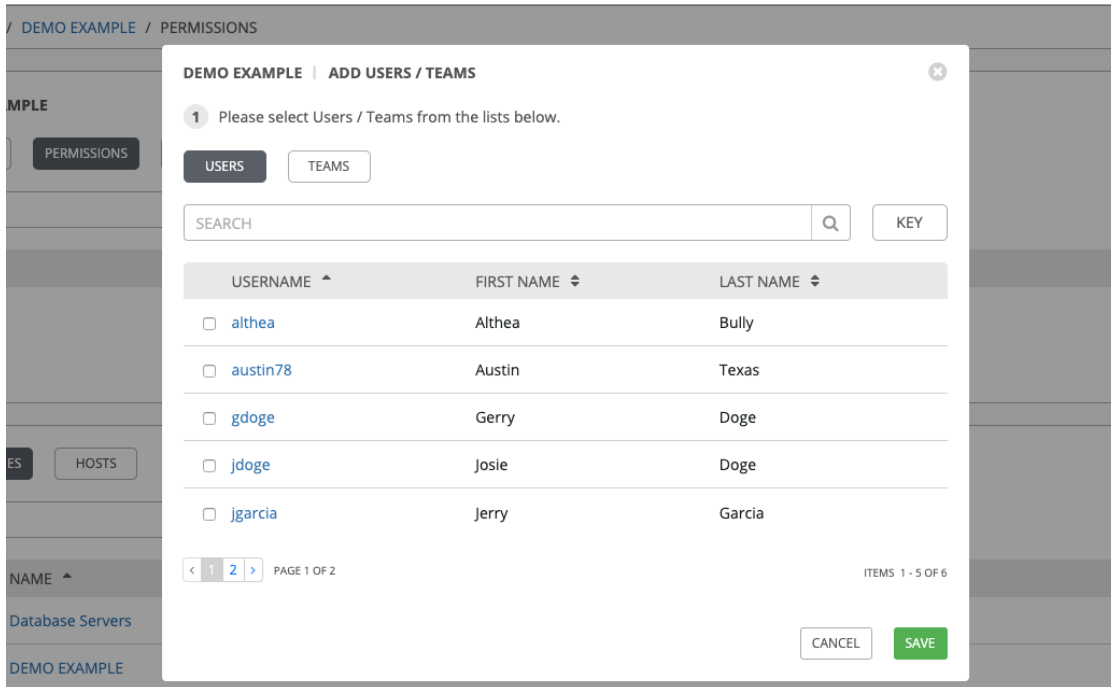 / DEMO EXAMPLE / PERMISSIONS
DEMO EXAMPLE | ADD USERS / TEAMS
AMPLE
1 Please select Users / Teams from the lists below.
PERMISSIONS
USERS TEAMS
SEARCH KEY
USERNAME FIRST NAME LAST NAME
althea Althea Bully
austin78 Austin Texas
gdoge Gerry Doge
ES HOSTS
jdoge Josie Doge
jgarcia Jerry Garcia
< 1 2 > PAGE 1 OF 2 ITEMS 1 - 5 OF 6
NAME
Database Servers
CANCEL SAVE
DEMO EXAMPLE